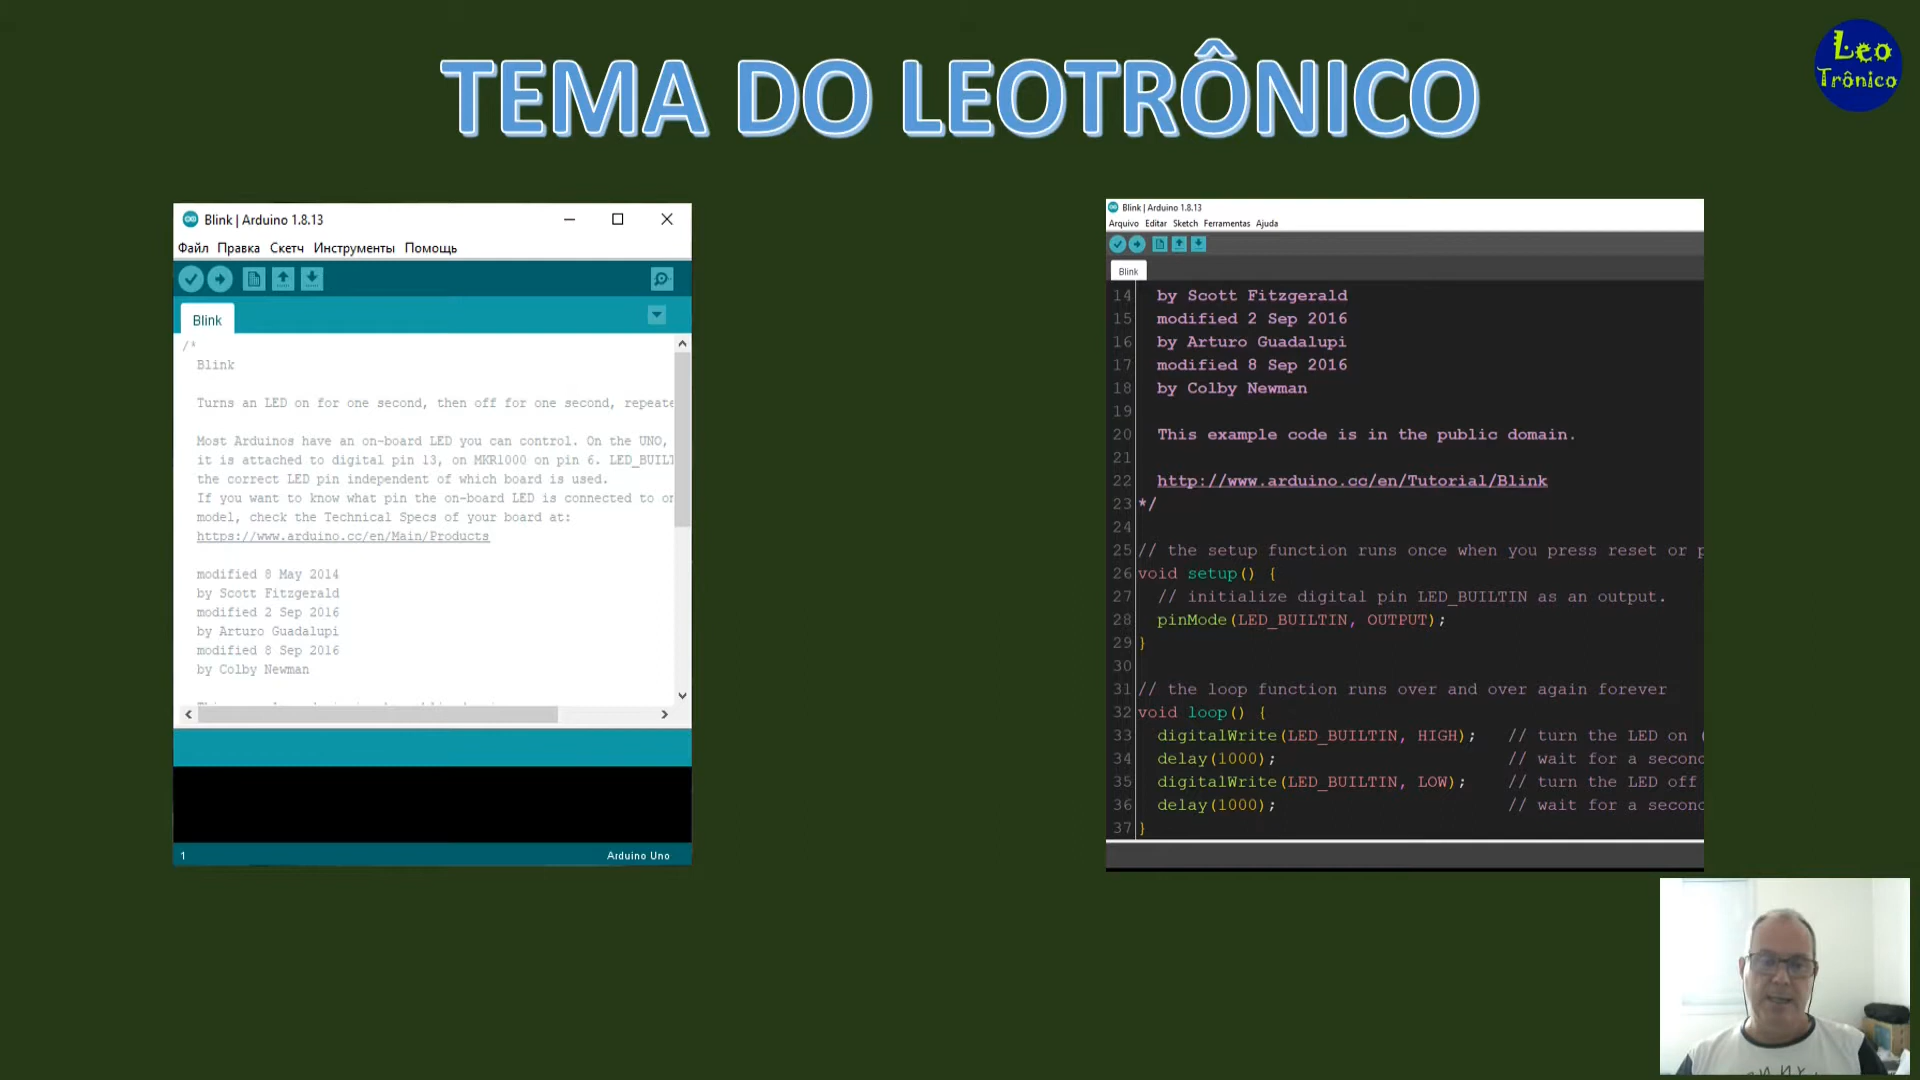 TEMA DO LEOTRÔNICO
Leo
Trônico
Blink | Arduino 1.8.13
Файл Правка Скетч Инструменты Помощь
Blink
/*
Blink
Turns an LED on for one second, then off for one second,
Most Arduinos have an on-board LED you can control. On the UNO,
it is attached to digital pin 13, on MKR1000 on pin 6.
the correct LED pin independent of which board is used.
If you want to know what pin the on-board LED is connected to
model, check the Technical Specs of your board at:
https://www.arduino.cc/en/Main/Products
modified 8 May 2014
by Scott Fitzgerald
modified 2 Sep 2016
by Arturo Guadalupi
modified 8 Sep 2016
by Colby Newman
1 Arduino Uno
Blink | Arduino 1.8.13
Arquivo Editar Sketch Ferramentas Ajuda
Blink
14 by Scott Fitzgerald
15 modified 2 Sep 2016
16 by Arturo Guadalupi
17 modified 8 Sep 2016
18 by Colby Newman
19
20 This example code is in the public domain.
21
22 http://www.arduino.cc/en/Tutorial/Blink
23 */
24
25 // the setup function runs once when you press reset or
26 void setup() {
27 // initialize digital pin LED_BUILTIN as an output.
28 pinMode(LED_BUILTIN, OUTPUT);
29 }
30
31 // the loop function runs over and over again forever
32 void loop() {
33 digitalWrite(LED_BUILTIN, HIGH); // turn the LED on (
34 delay(1000); // wait for a
35 digitalWrite(LED_BUILTIN, LOW); // turn the LED off
36 delay(1000); // wait for a
37 }